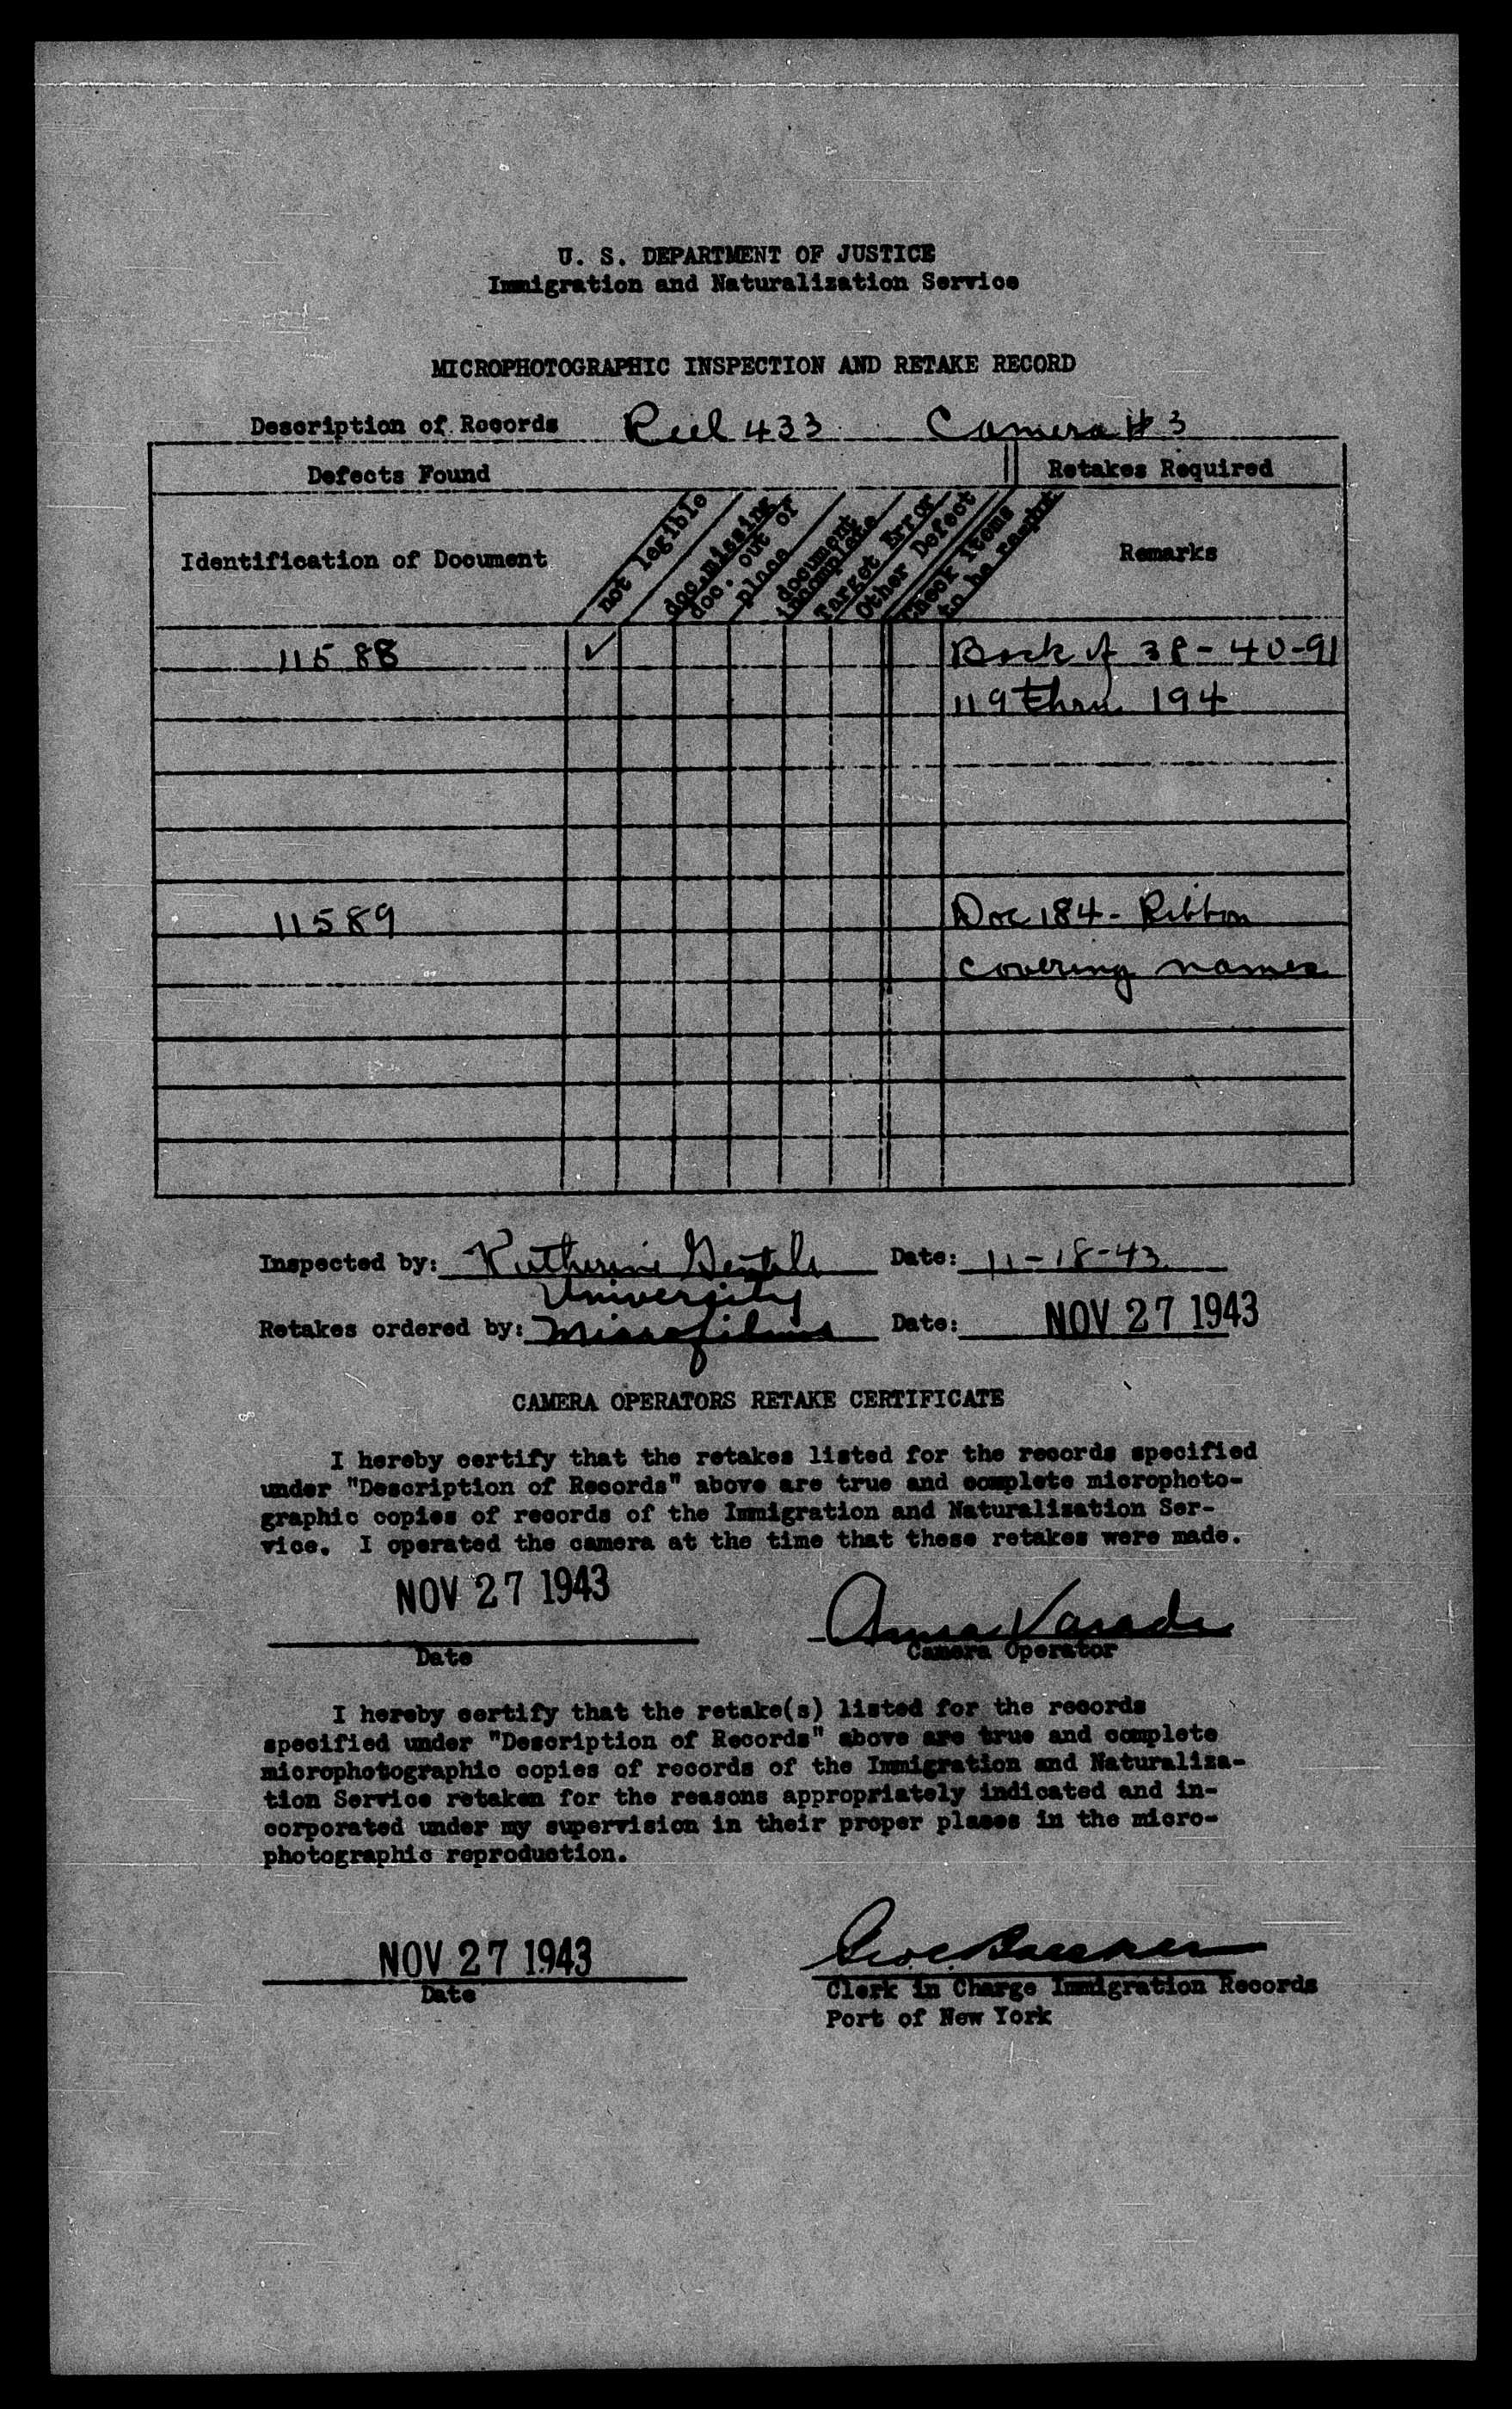 U. S. DEPARTMENT OF JUSTICE
Immigration and Naturalization Service
MICROPHOTOGRAPHIC INSPECTION AND RETAKE RECORD
Description of Records Reel 433 Camera # 3
Defects Found Retakes Required
Identification of Document not legible doc. missing doc. out of place document incomplete Target Error Other Defect Check items to be Remarks
11588 ✓ Back of 38-40-91
119 thru 194
11589 Doc 184 - Ribbon
covering names
Inspected by: Katherine Date: 11-18-43
University
Retakes ordered by: Microfilms Date: NOV 27 1943
CAMERA OPERATORS RETAKE CERTIFICATE
I hereby certify that the retakes listed for the records specified
under "Description of Records" above are true and complete microphoto-
graphic copies of records of the Immigration and Naturalization Ser-
vice. I operated the camera at the time that these retakes were made.
NOV 27 1943 Anna
Date Camera Operator
I hereby certify that the retake(s) listed for the records
specified under "Description of Records" above are true and complete
microphotographic copies of records of the Immigration and Naturaliza-
tion Service retaken for the reasons appropriately indicated and in-
corporated under my supervision in their proper places in the micro-
photographic reproduction.
NOV 27 1943
Date Clerk in Charge Immigration Records
Port of New York